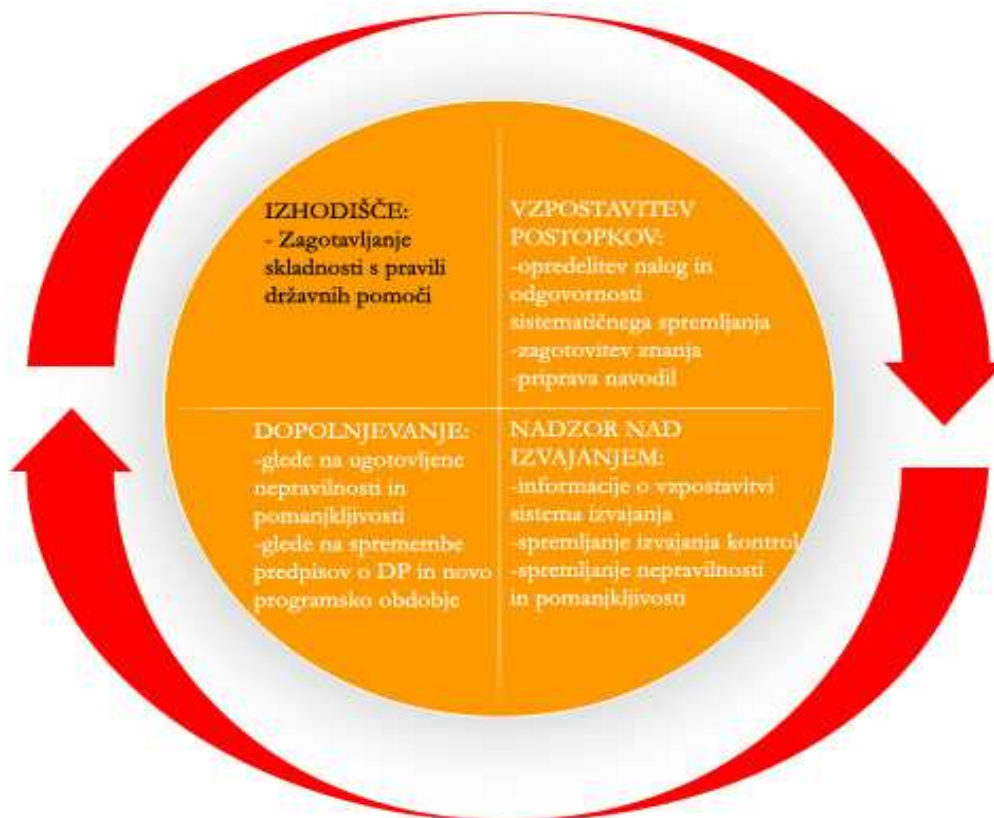 IZHODIŠČE:
- Zagotavljanje
skladnosti s pravili
državnih pomoči
VZPOSTAVITEV
POSTOPKOV:
-opredelitev nalog in
odgovornosti
sistematičnega spremljanja
-zagotovitev znanja
-priprava navodil
DOPOLNJEVANJE:
-glede na ugotovljene
nepravilnosti in
pomanjkljivosti
-glede na spremembe
predpisov o DP in novo
programsko obdobje
NADZOR NAD
IZVAJANJEM:
-informacije o vzpostavitvi
sistema izvajanja
-spremljanje izvajanja kontrol
-spremljanje nepravilnosti
in pomanjkljivosti